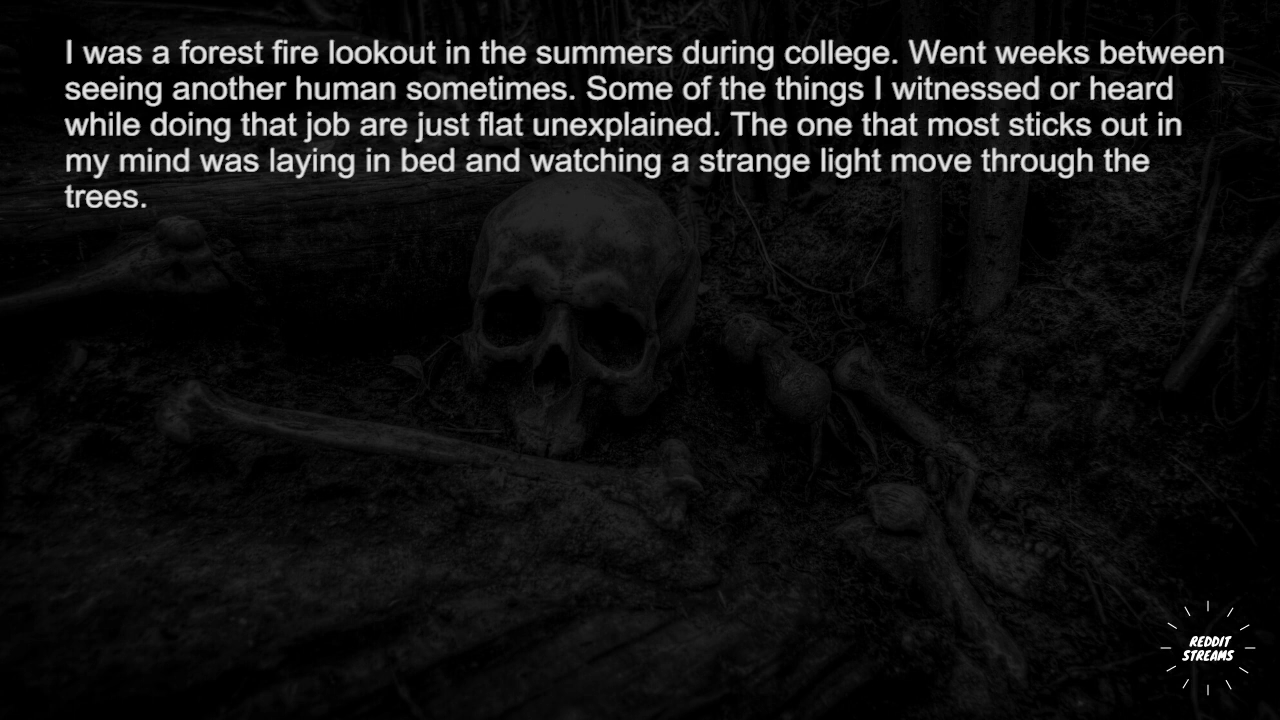 I was a forest fire lookout in the summers during college. Went weeks between
seeing another human sometimes. Some of the things I witnessed or heard
while doing that job are just flat unexplained. The one that most sticks out in
my mind was laying in bed and watching a strange light move through the
trees.
REDDIT
STREAMS